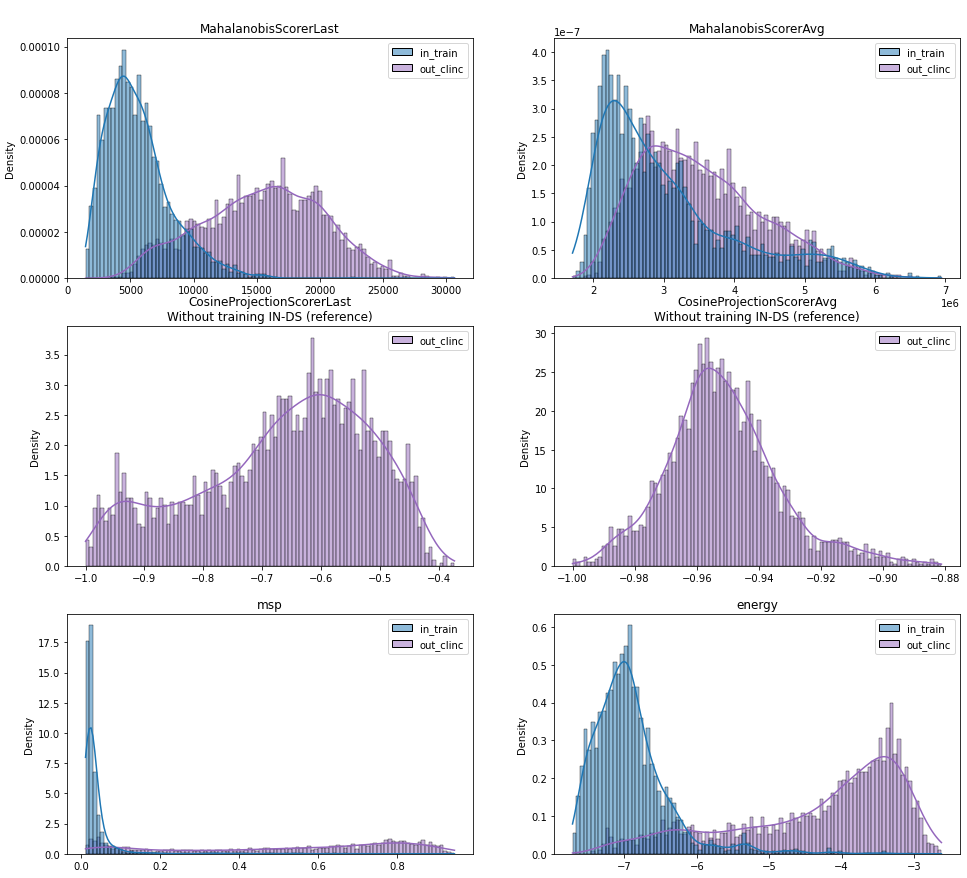 MahalanobisScorerLast
Density
0.00010
0.00008
0.00006
0.00004
0.00002
0.00000
0 5000 10000 15000 20000 25000 30000
in_train
out_clinc
MahalanobisScorerAvg
1e−7
Density
4.0
3.5
3.0
2.5
2.0
1.5
1.0
0.5
0.0
2 3 4 5 6 7
1e6
in_train
out_clinc
CosineProjectionScorerLast
Without training IN-DS (reference)
Density
3.5
3.0
2.5
2.0
1.5
1.0
0.5
0.0
−1.0 −0.9 −0.8 −0.7 −0.6 −0.5 −0.4
out_clinc
CosineProjectionScorerAvg
Without training IN-DS (reference)
Density
30
25
20
15
10
5
0
−1.00 −0.98 −0.96 −0.94 −0.92 −0.90 −0.88
out_clinc
msp
Density
17.5
15.0
12.5
10.0
7.5
5.0
2.5
0.0
0.0 0.2 0.4 0.6 0.8
in_train
out_clinc
energy
Density
0.6
0.5
0.4
0.3
0.2
0.1
0.0
−7 −6 −5 −4 −3
in_train
out_clinc